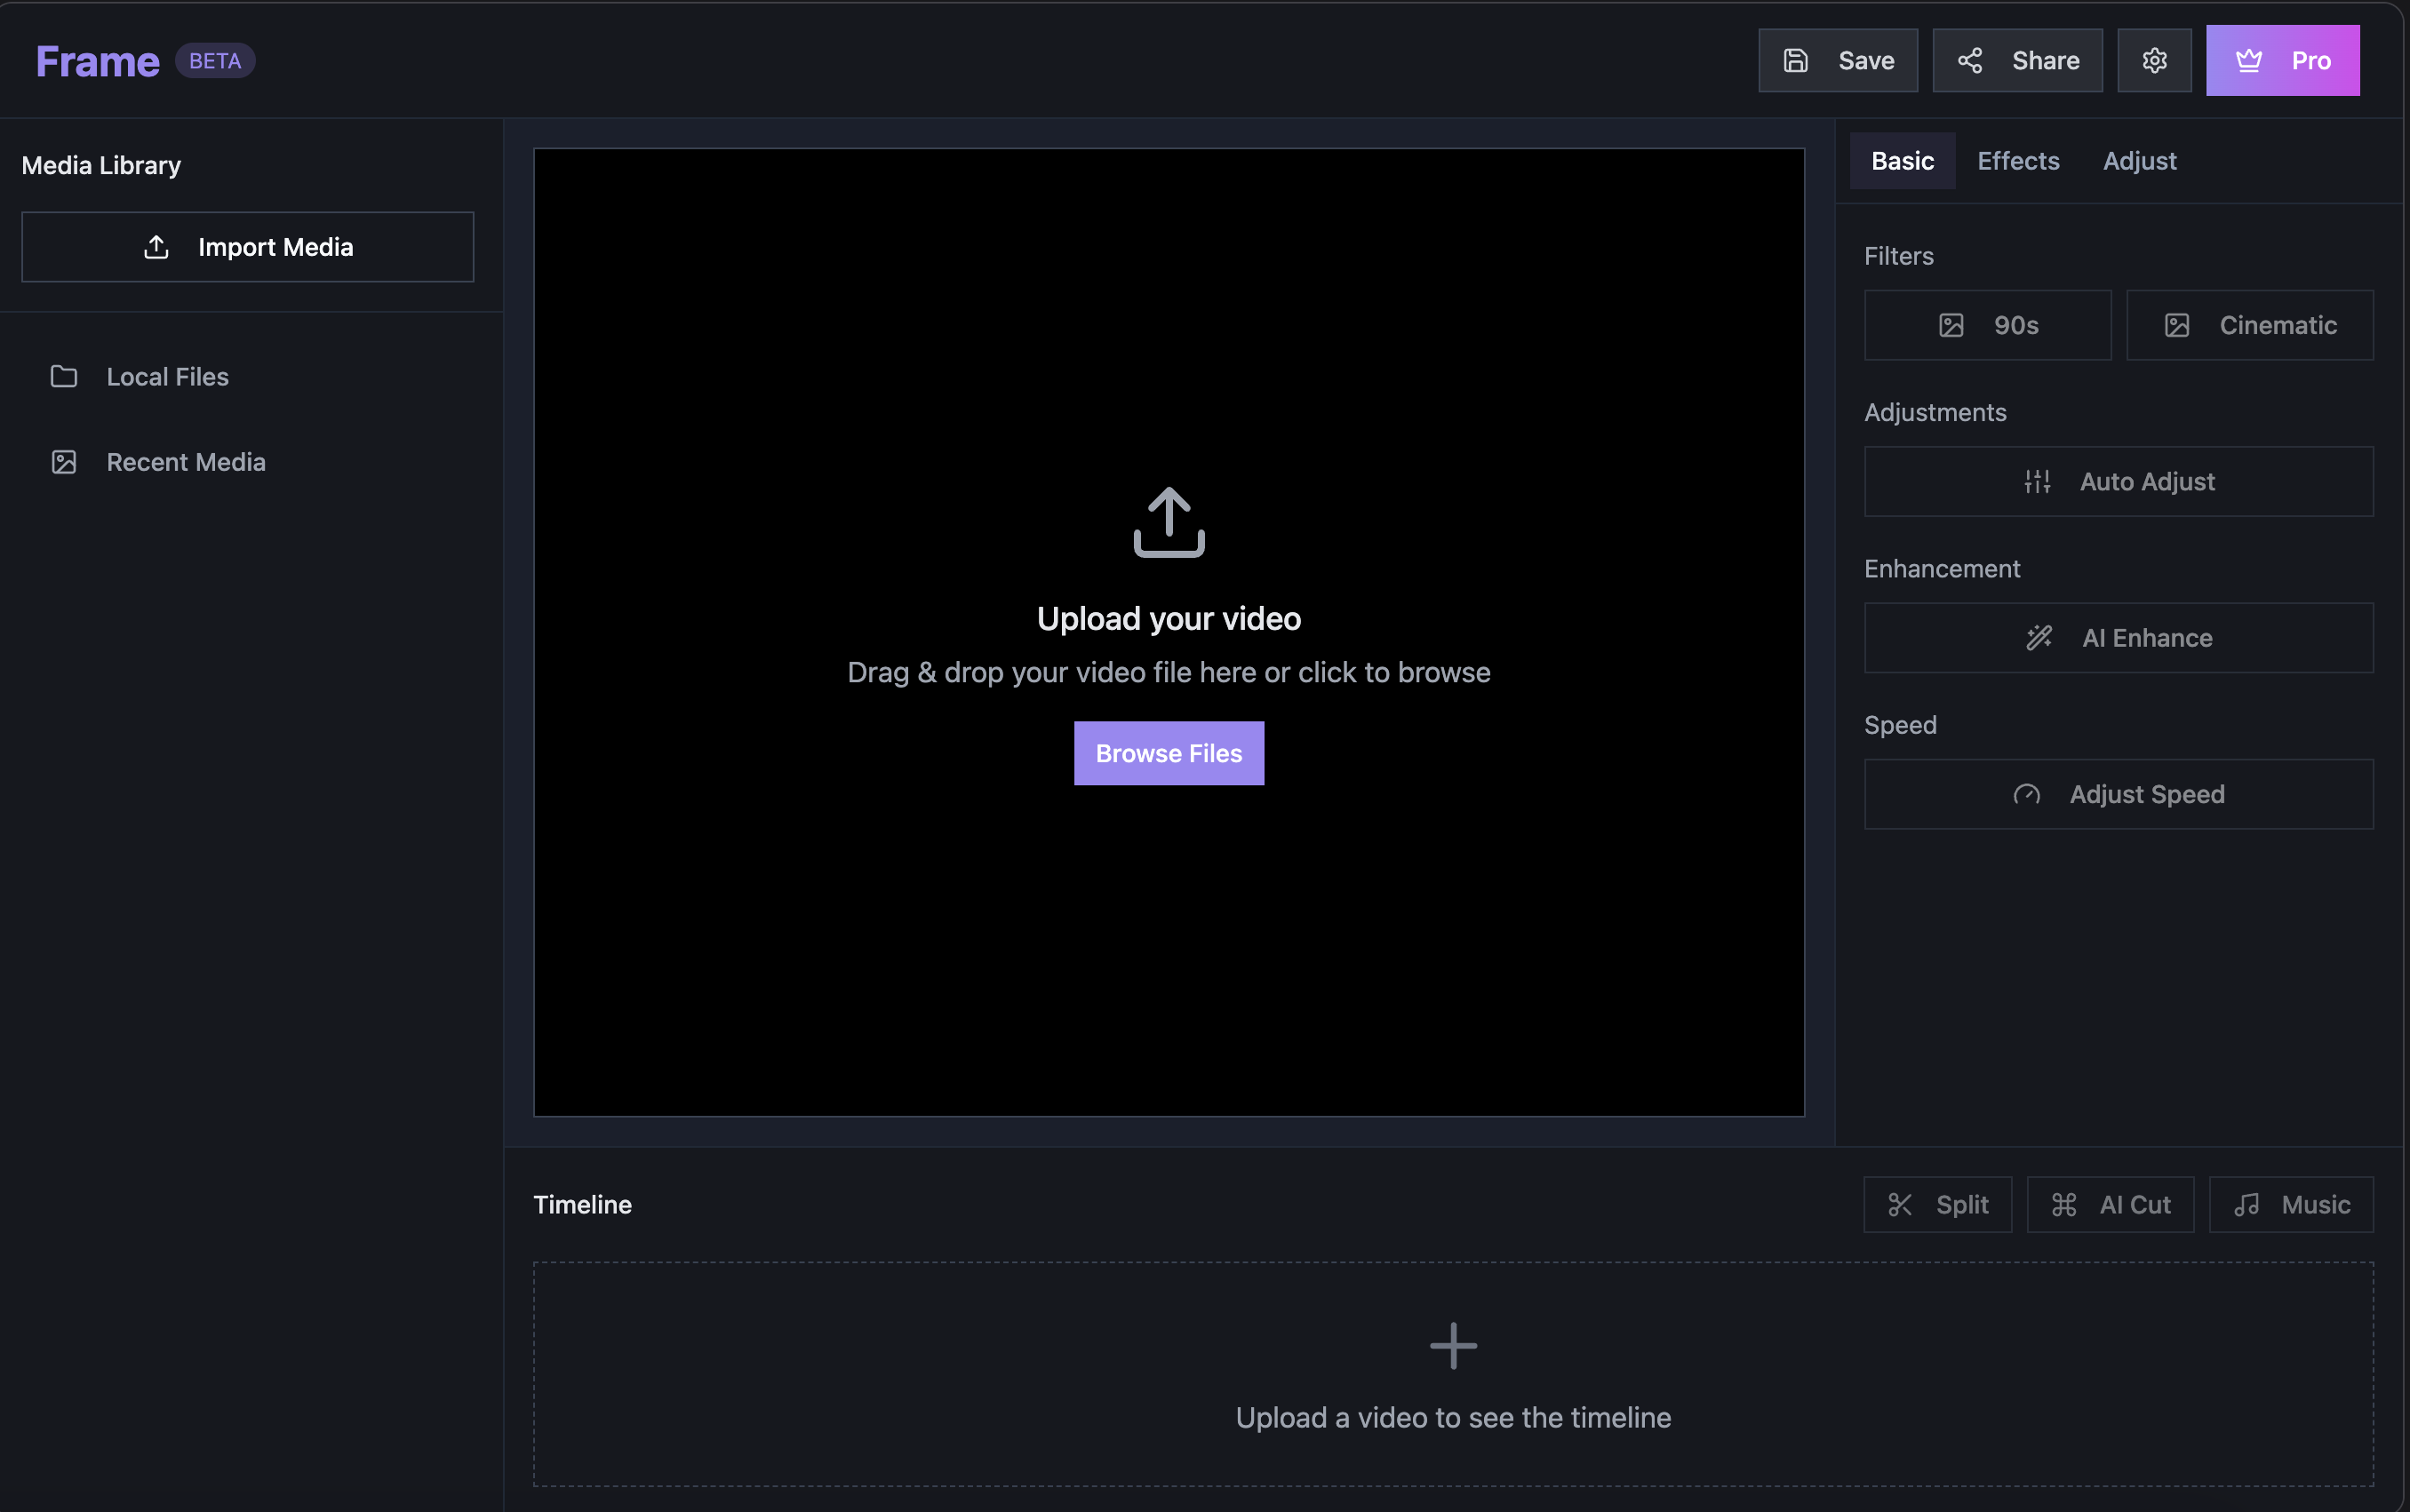 Frame
BETA
Save
Share
Pro
Media Library
Import Media
Local Files
Recent Media
Upload your video
Drag & drop your video file here or click to browse
Browse Files
Basic
Effects
Adjust
Filters
90s
Cinematic
Adjustments
Auto Adjust
Enhancement
AI Enhance
Speed
Adjust Speed
Timeline
Split
AI Cut
Music
Upload a video to see the timeline